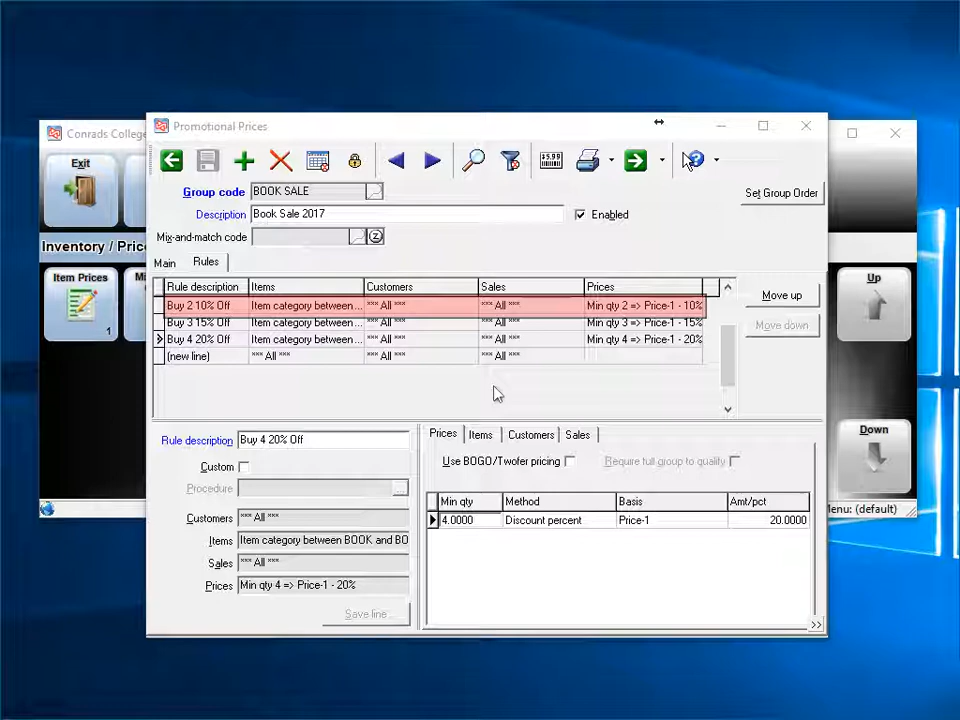 Conrads College
Promotional Prices
Exit
$5.99
Group code BOOK SALE
Set Group Order
Description Book Sale 2017
Enabled
Mix-and-match code
Inventory / Price
Main Rules
Item Prices
1
Rule description Items Customers Sales Prices
Buy 2 10% Off Item category between... *** All *** *** All *** Min qty 2 => Price-1 - 10%
Buy 3 15% Off Item category between... *** All *** *** All *** Min qty 3 => Price-1 - 15%
Buy 4 20% Off Item category between... *** All *** *** All *** Min qty 4 => Price-1 - 20%
(new line) *** All *** *** All *** *** All ***
Move up
Move down
Up
Down
Rule description Buy 4 20% Off
Custom
Procedure
Customers *** All ***
Items Item category between BOOK and BO
Sales *** All ***
Prices Min qty 4 => Price-1 - 20%
Save line...
Prices Items Customers Sales
Use BOGO/Twofer pricing
Require full group to qualify
Min qty Method Basis Amt/pct
4.0000 Discount percent Price-1 20.0000
>>
Menu: (default)